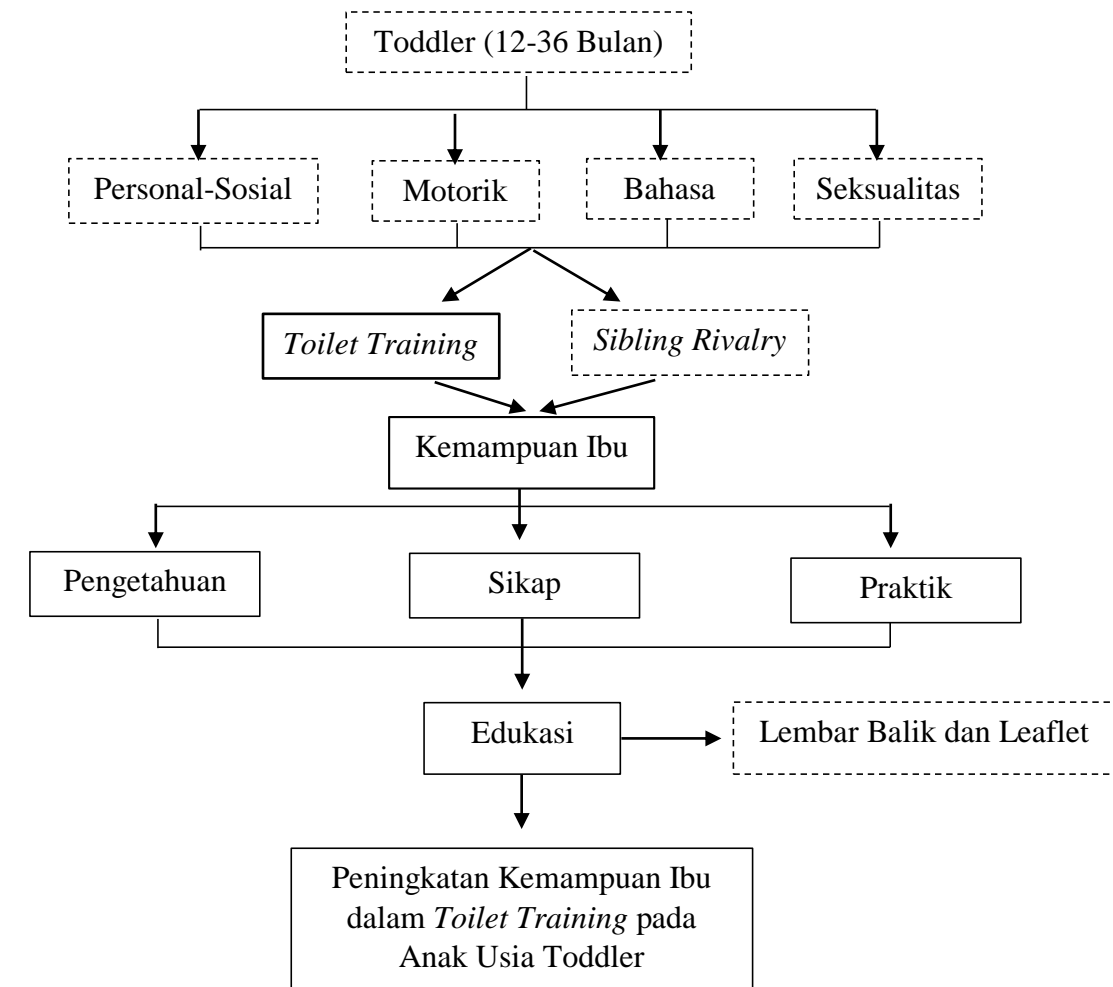 Toddler (12-36 Bulan)
Personal-Sosial
Motorik
Bahasa
Seksualitas
Toilet Training
Sibling Rivalry
Kemampuan Ibu
Pengetahuan
Sikap
Praktik
Edukasi
Lembar Balik dan Leaflet
Peningkatan Kemampuan Ibu
dalam Toilet Training pada
Anak Usia Toddler